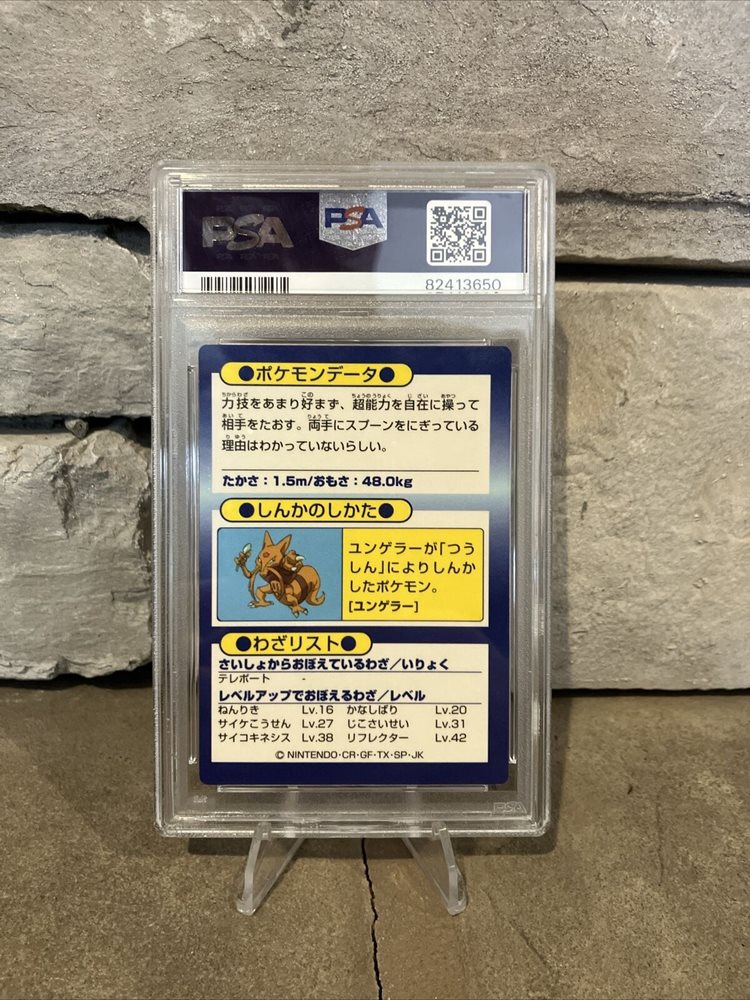 PSA
PSA
82413650
●ポケモンデータ●
力技をあまり好まず、超能力を自在に操って
相手をたおす。両手にスプーンをにぎっている
理由はわかっていないらしい。
たかさ：1.5m/おもさ：48.0kg
●しんかのしかた●
ユンゲラーが「つう
しん」によりしんか
したポケモン。
[ユンゲラー]
●わざリスト●
さいしょからおぼえているわざ／いりょく
テレポート -
レベルアップでおぼえるわざ／レベル
ねんりき Lv.16 かなしばり Lv.20
サイケこうせん Lv.27 じこさいせい Lv.31
サイコキネシス Lv.38 リフレクター Lv.42
© NINTENDO・CR・GF・TX・SP・JK
PSA